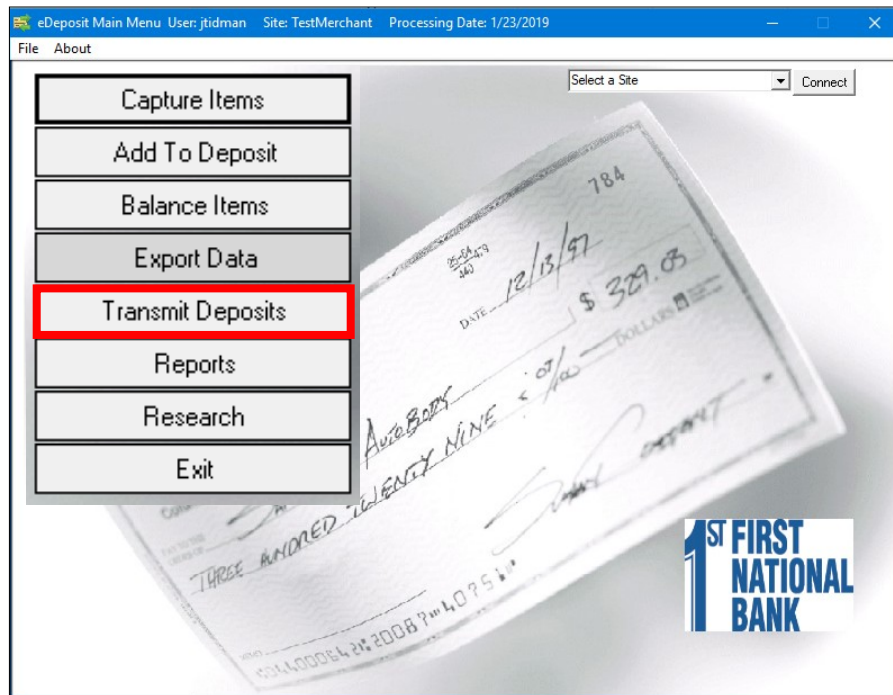 eDeposit Main Menu User: jtidman Site: TestMerchant Processing Date: 1/23/2019
File About
Select a Site Connect
Capture Items
Add To Deposit
Balance Items
Export Data
Transmit Deposits
Reports
Research
Exit
784
DATE 12/13/97
$ 329.03
AUTOBODY
THREE HUNDRED TWENTY NINE
DOLLARS
1ST FIRST
NATIONAL
BANK